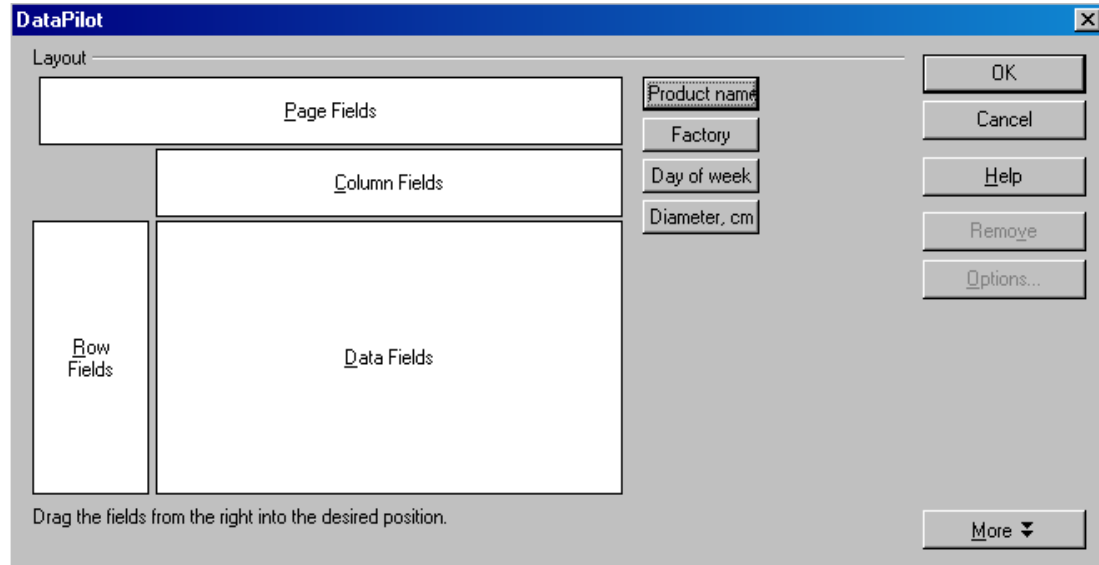 DataPilot
Layout
Page Fields
Column Fields
Row
Fields
Data Fields
Product name
Factory
Day of week
Diameter, cm
OK
Cancel
Help
Remove
Options...
Drag the fields from the right into the desired position.
More